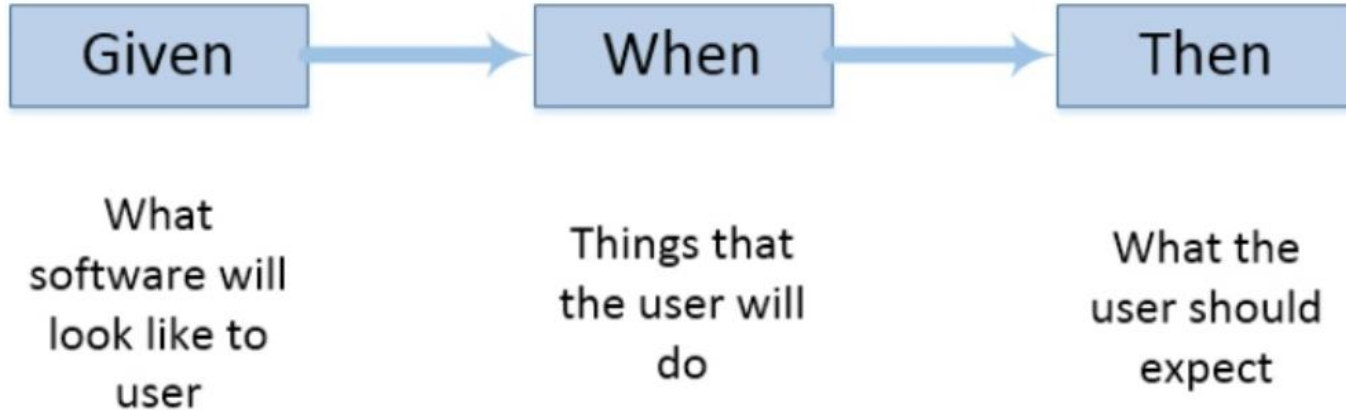 Given
When
Then
What
software will
look like to
user
Things that
the user will
do
What the
user should
expect